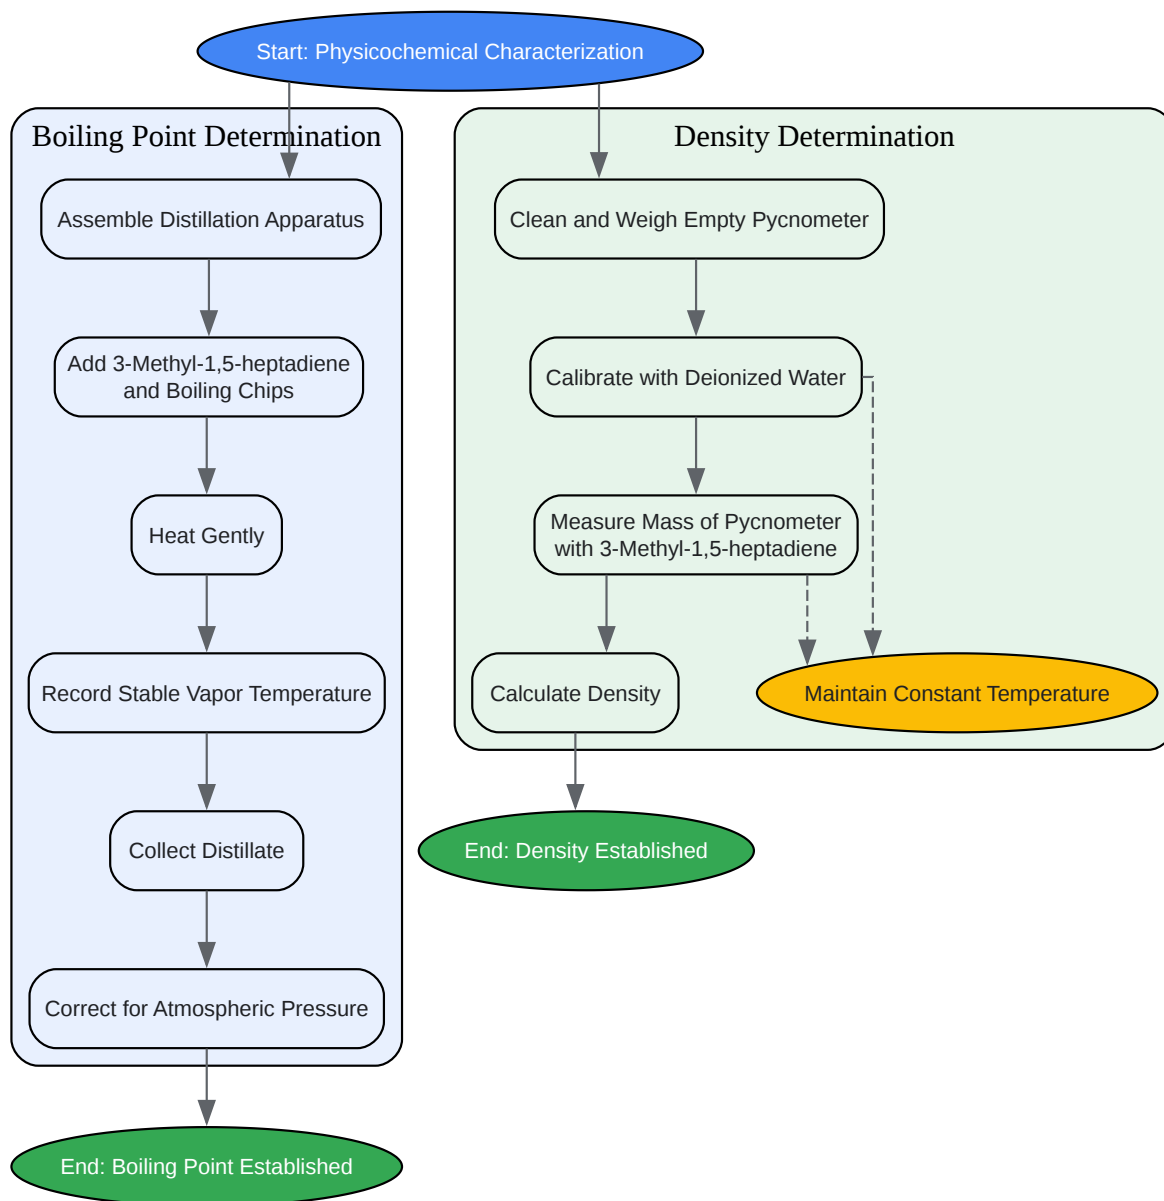 Start: Physicochemical Characterization
Boiling Point Determination
Assemble Distillation Apparatus
Add 3-Methyl-1,5-heptadiene
and Boiling Chips
Heat Gently
Record Stable Vapor Temperature
Collect Distillate
Correct for Atmospheric Pressure
End: Boiling Point Established
Density Determination
Clean and Weigh Empty Pycnometer
Calibrate with Deionized Water
Measure Mass of Pycnometer
with 3-Methyl-1,5-heptadiene
Calculate Density
Maintain Constant Temperature
End: Density Established